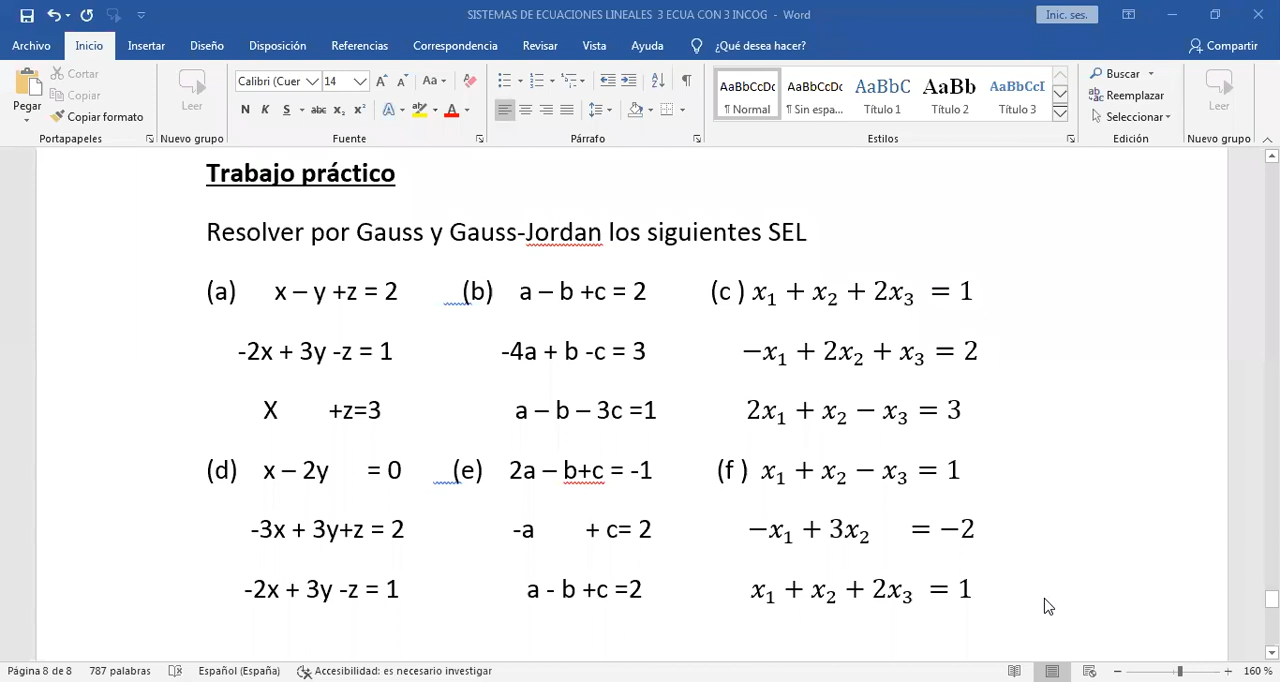 SISTEMAS DE ECUACIONES LINEALES 3 ECUA CON 3 INCOG - Word
Inic. ses.
Archivo Inicio Insertar Diseño Disposición Referencias Correspondencia Revisar Vista Ayuda ¿Qué desea hacer? Compartir
Pegar
Cortar
Copiar
Copiar formato
Portapapeles
Leer
Nuevo grupo
Calibri (Cuer 14
N K S abc x₂ x²
Fuente
Párrafo
AaBbCcDc AaBbCcDc AaBbC AaBb AaBbCcI
¶ Normal ¶ Sin espa... Título 1 Título 2 Título 3
Estilos
Buscar
Reemplazar
Seleccionar
Edición
Leer
Nuevo grupo
Trabajo práctico
Resolver por Gauss y Gauss-Jordan los siguientes SEL
(a) x – y +z = 2 (b) a – b +c = 2 (c ) x₁ + x₂ + 2x₃ = 1
-2x + 3y -z = 1 -4a + b -c = 3 −x₁ + 2x₂ + x₃ = 2
X +z=3 a – b – 3c =1 2x₁ + x₂ − x₃ = 3
(d) x – 2y = 0 (e) 2a – b+c = -1 (f ) x₁ + x₂ − x₃ = 1
-3x + 3y+z = 2 -a + c= 2 −x₁ + 3x₂ = −2
-2x + 3y -z = 1 a - b +c =2 x₁ + x₂ + 2x₃ = 1
Página 8 de 8 787 palabras Español (España) Accesibilidad: es necesario investigar 160 %